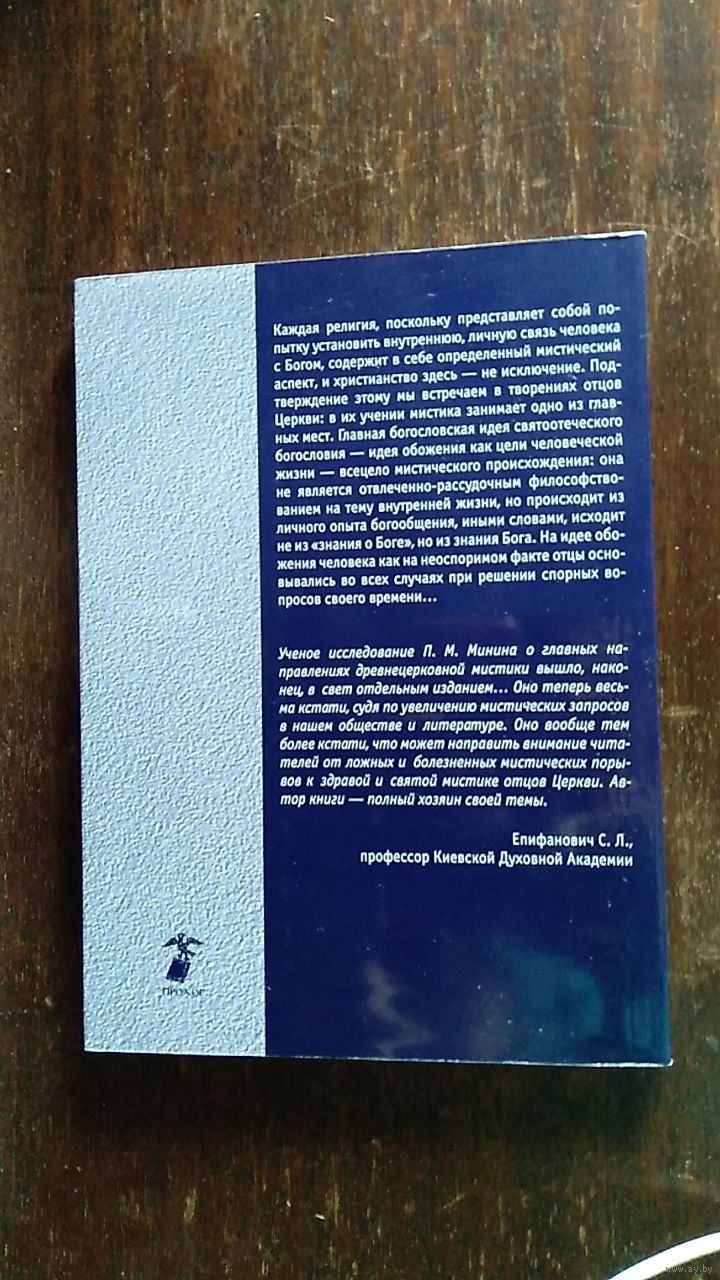 Каждая религия, поскольку представляет собой по-
пытку установить внутреннюю, личную связь человека
с Богом, содержит в себе определенный мистический
аспект, и христианство здесь — не исключение. Под-
тверждение этому мы встречаем в творениях отцов
Церкви: в их учении мистика занимает одно из глав-
ных мест. Главная богословская идея святоотеческого
богословия — идея обожения как цели человеческой
жизни — всецело мистического происхождения: она
не является отвлеченно-рассудочным философство-
ванием на тему внутренней жизни, но происходит из
личного опыта богообщения, иными словами, исходит
не из «знания о Боге», но из знания Бога. На идее обо-
жения человека как на неоспоримом факте отцы осно-
вывались во всех случаях при решении спорных во-
просов своего времени...
Ученое исследование П. М. Минина о главных на-
правлениях древнецерковной мистики вышло, нако-
нец, в свет отдельным изданием... Оно теперь весь-
ма кстати, судя по увеличению мистических запросов
в нашем обществе и литературе. Оно вообще тем
более кстати, что может направить внимание чита-
телей от ложных и болезненных мистических поры-
вов к здравой и святой мистике отцов Церкви. Ав-
тор книги — полный хозяин своей темы.
Епифанович С. Л.,
профессор Киевской Духовной Академии
www.ay.by